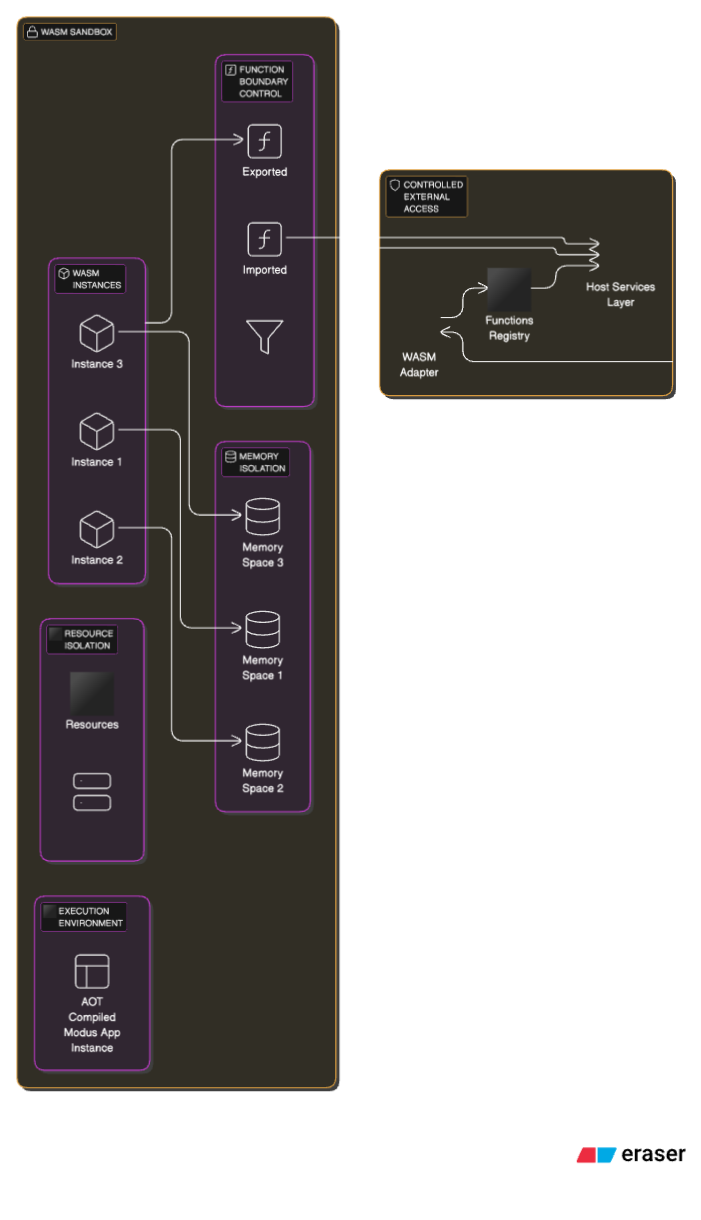 WASM SANDBOX
FUNCTION
BOUNDARY
CONTROL
Exported
Imported
WASM
INSTANCES
Instance 3
Instance 1
Instance 2
MEMORY
ISOLATION
Memory
Space 3
Memory
Space 1
Memory
Space 2
RESOURCE
ISOLATION
Resources
EXECUTION
ENVIRONMENT
AOT
Compiled
Modus App
Instance
CONTROLLED
EXTERNAL
ACCESS
Host Services
Layer
Functions
Registry
WASM
Adapter
eraser